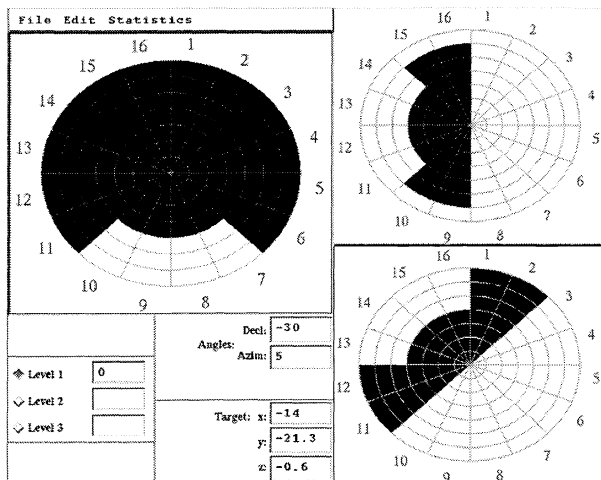 File Edit Statistics
16 1
15 2
14 3
13 4
12 5
11 6
10 7
9 8
16 1
15 2
14 3
13 4
12 5
11 6
10 7
9 8
16 1
15 2
14 3
13 4
12 5
11 6
10 7
9 8
Decl: -30
Angles:
Azim: 5
Level 1 0
Level 2
Level 3
Target: x: -14
y: -21.3
z: -0.6